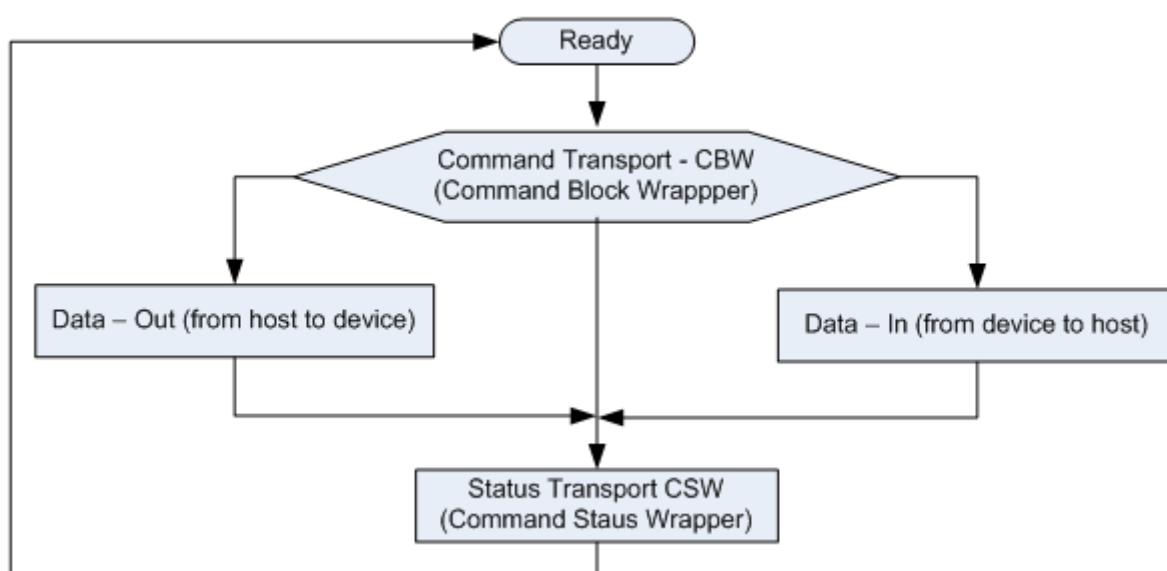 Ready
Command Transport - CBW
(Command Block Wrappper)
Data – Out (from host to device)
Data – In (from device to host)
Status Transport CSW
(Command Staus Wrapper)